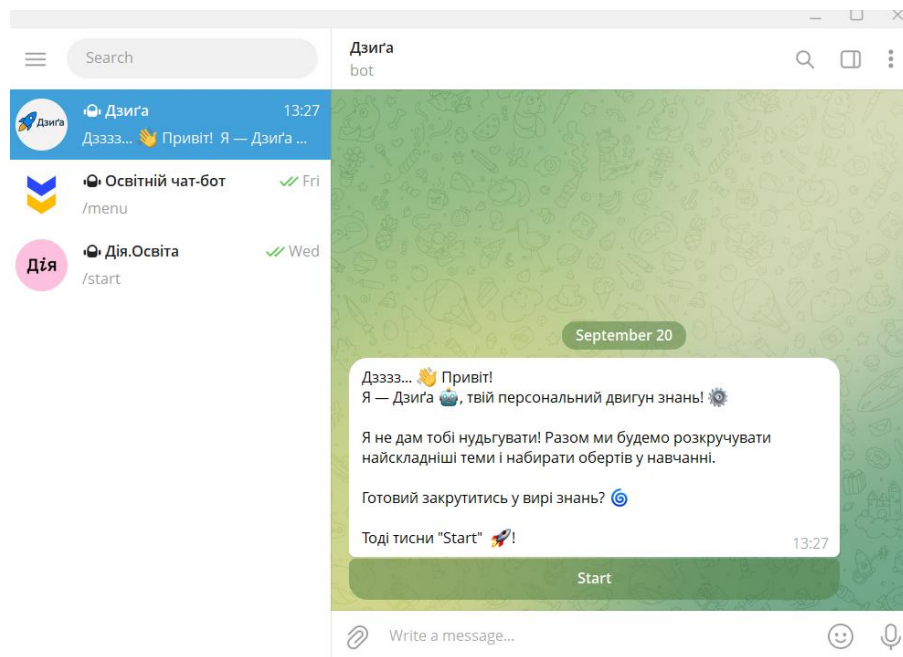 Search
Дзиґа
13:27
Дзззз... 👋 Привіт! Я — Дзиґа ...
Освітній чат-бот
Fri
/menu
Дія.Освіта
Wed
/start
Дзиґа
Дія
Дзиґа
bot
September 20
Дзззз... 👋 Привіт!
Я — Дзиґа 🤖, твій персональний двигун знань! ⚙️
Я не дам тобі нудьгувати! Разом ми будемо розкручувати
найскладніші теми і набирати обертів у навчанні.
Готовий закрутитись у вирі знань? 🌀
Тоді тисни "Start" 🚀!
13:27
Start
Write a message...